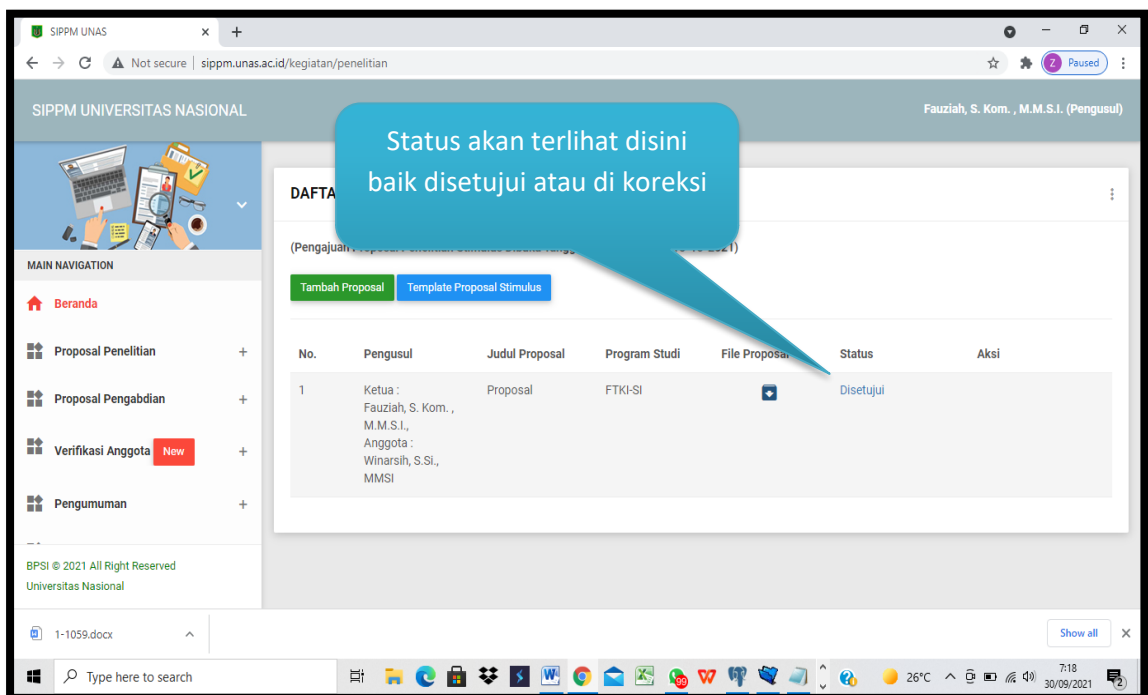 SIPPM UNAS
Not secure | sippm.unas.ac.id/kegiatan/penelitian
Z Paused
SIPPM UNIVERSITAS NASIONAL
Fauziah, S. Kom. , M.M.S.I. (Pengusul)
Status akan terlihat disini
baik disetujui atau di koreksi
DAFTA
(Pengajuan
MAIN NAVIGATION
Tambah Proposal
Template Proposal Stimulus
Beranda
Proposal Penelitian
Proposal Pengabdian
Verifikasi Anggota New
Pengumuman
No. Pengusul Judul Proposal Program Studi File Proposal Status Aksi
1 Ketua : Proposal FTKI-SI Disetujui
Fauziah, S. Kom. ,
M.M.S.I.,
Anggota :
Winarsih, S.Si.,
MMSI
BPSI © 2021 All Right Reserved
Universitas Nasional
1-1059.docx
Show all
Type here to search
99
26°C
7:18
30/09/2021
2